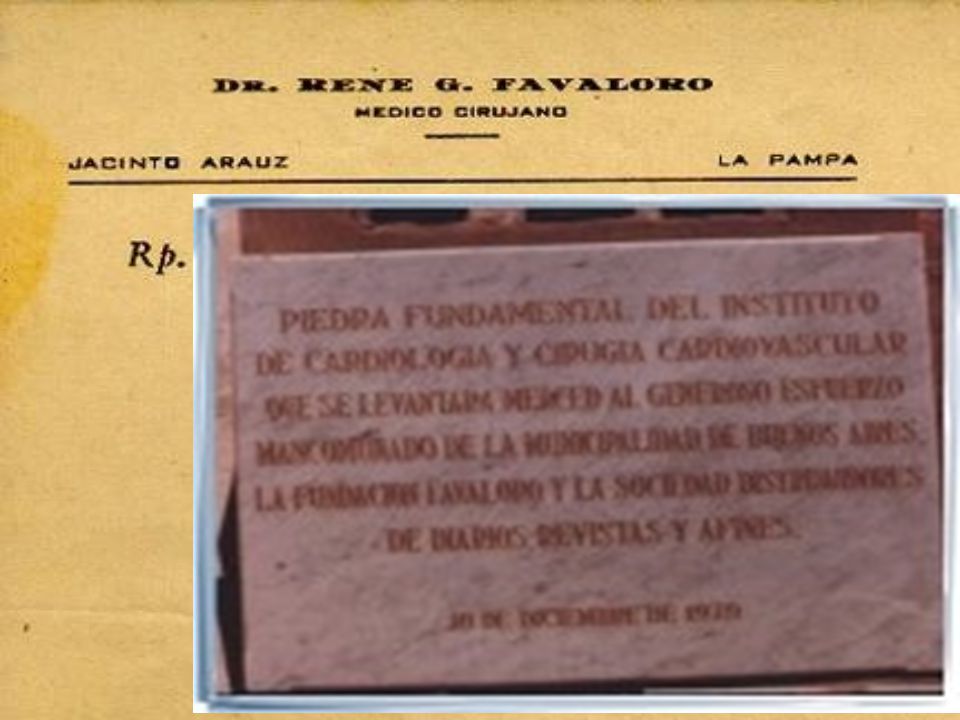 DR. RENE G. FAVALORO
MEDICO CIRUJANO
JACINTO ARAUZ LA PAMPA
Rp.
PIEDRA FUNDAMENTAL DEL INSTITUTO
DE CARDIOLOGIA Y CIRUGIA CARDIOVASCULAR
QUE SE LEVANTARA MERCED AL GENEROSO ESFUERZO
MANCOMUNADO DE LA MUNICIPALIDAD DE BUENOS AIRES,
LA FUNDACION FAVALORO Y LA SOCIEDAD DISTRIBUIDORES
DE DIARIOS REVISTAS Y AFINES.
DE DICIEMBRE DE